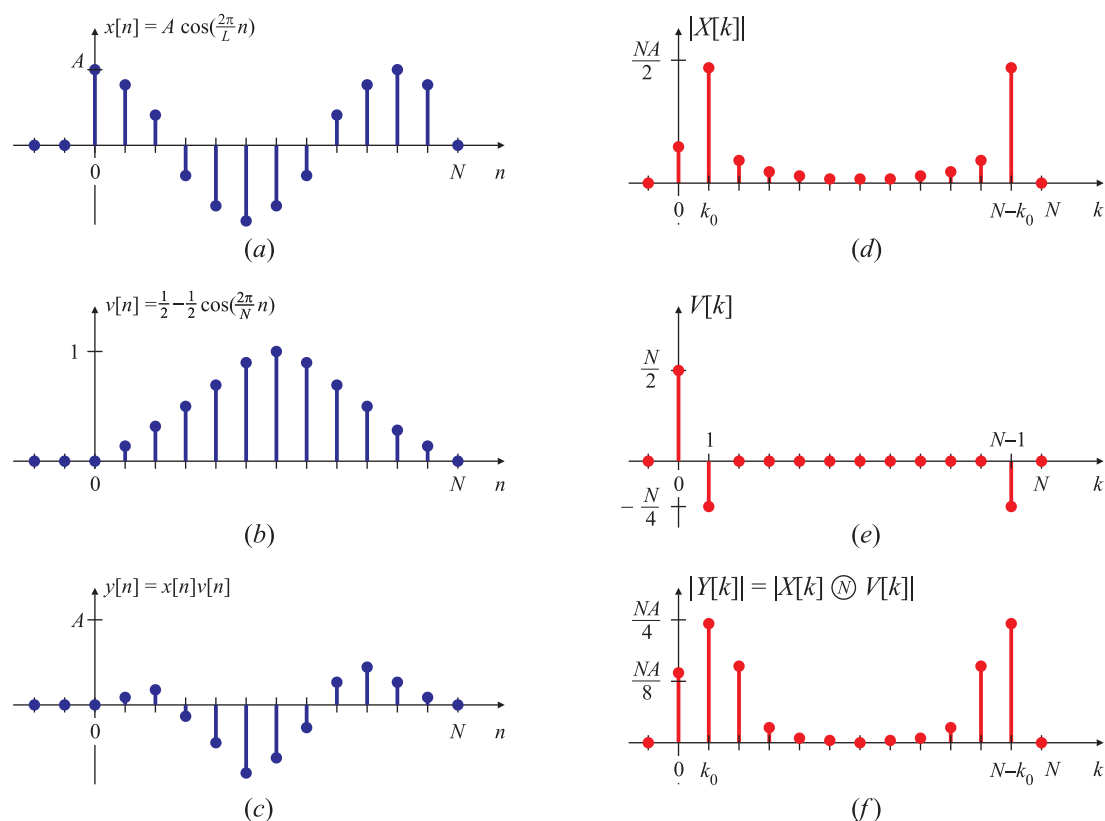 x[n] = A cos(2π/L n)
A
0
N
n
(a)
|X[k]|
NA/2
0
k₀
N–k₀
N
k
(d)
v[n] = 1/2 – 1/2 cos(2π/N n)
1
0
N
n
(b)
V[k]
N/2
1
N–1
0
N
k
– N/4
(e)
y[n] = x[n]v[n]
A
0
N
n
(c)
|Y[k]| = |X[k] Ⓝ V[k]|
NA/4
NA/8
0
k₀
N–k₀
N
k
(f)